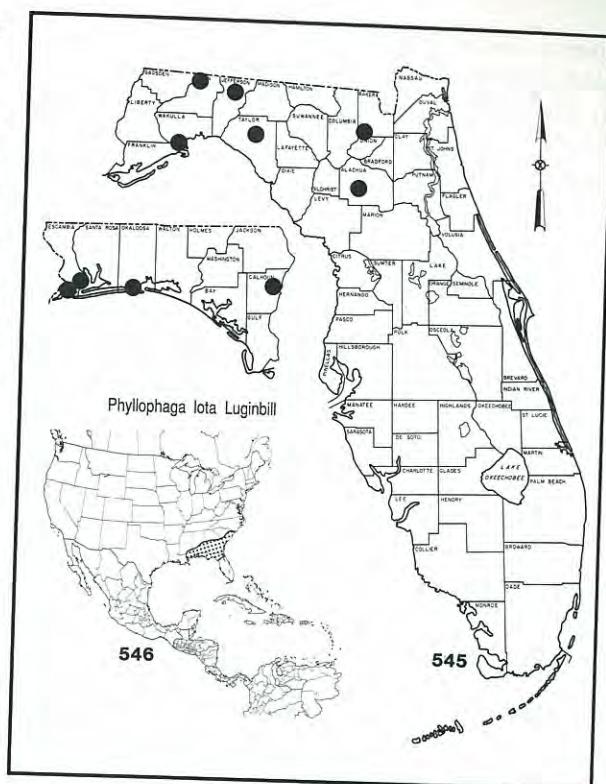 NASSAU
GADSDEN
JEFFERSON
MADISON
HAMILTON
BAKER
DUVAL
LIBERTY
WAKULLA
TAYLOR
SUWANNEE
COLUMBIA
UNION
CLAY
ST JOHNS
FRANKLIN
LAFAYETTE
BRADFORD
DIXIE
GILCHRIST
ALACHUA
PUTNAM
FLAGLER
LEVY
MARION
VOLUSIA
ESCAMBIA
SANTA ROSA
OKALOOSA
WALTON
HOLMES
JACKSON
WASHINGTON
BAY
CALHOUN
GULF
CITRUS
SUMTER
LAKE
HERNANDO
ORANGE
SEMINOLE
PASCO
POLK
OSCEOLA
PINELLAS
HILLSBOROUGH
BREVARD
INDIAN RIVER
Phyllophaga Iota Luginbill
MANATEE
HARDEE
HIGHLANDS
OKEECHOBEE
ST LUCIE
SARASOTA
DE SOTO
MARTIN
CHARLOTTE
GLADES
LAKE
OKEECHOBEE
PALM BEACH
LEE
HENDRY
COLLIER
BROWARD
DADE
MONROE
546
545